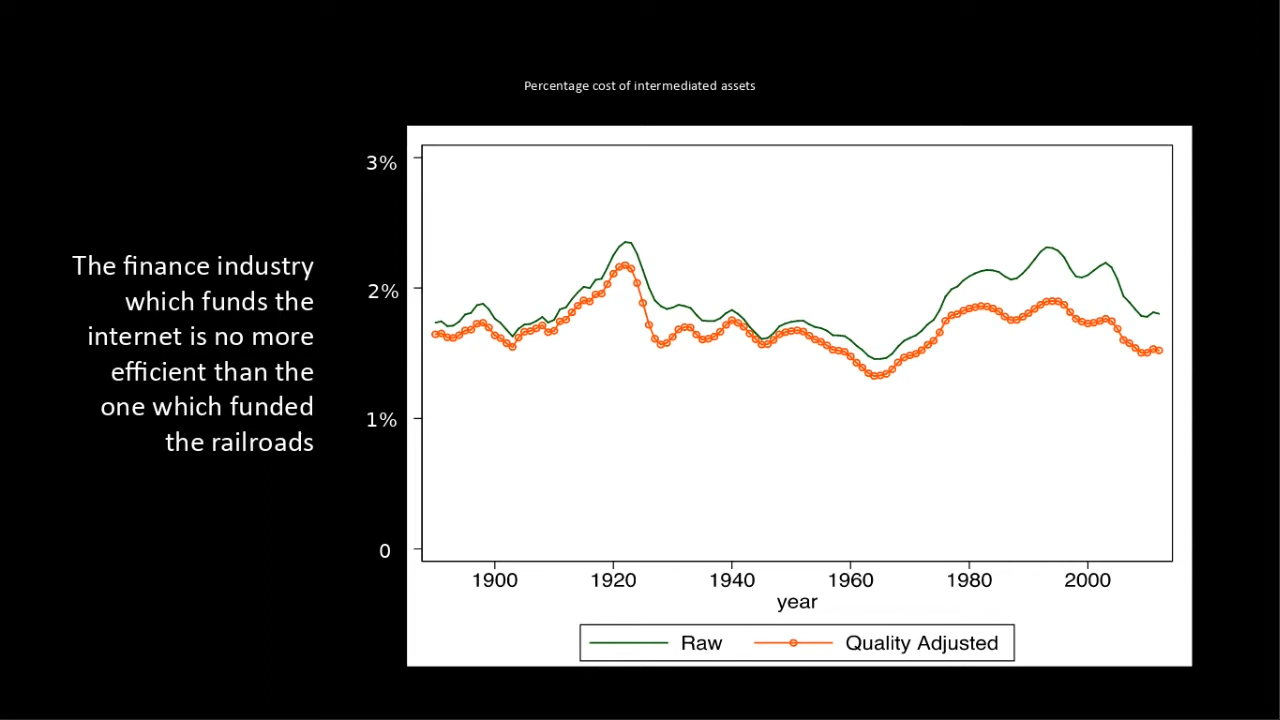 Percentage cost of intermediated assets
The finance industry
which funds the
internet is no more
efficient than the
one which funded
the railroads
3%
2%
1%
0
1900 1920 1940 1960 1980 2000
year
Raw Quality Adjusted